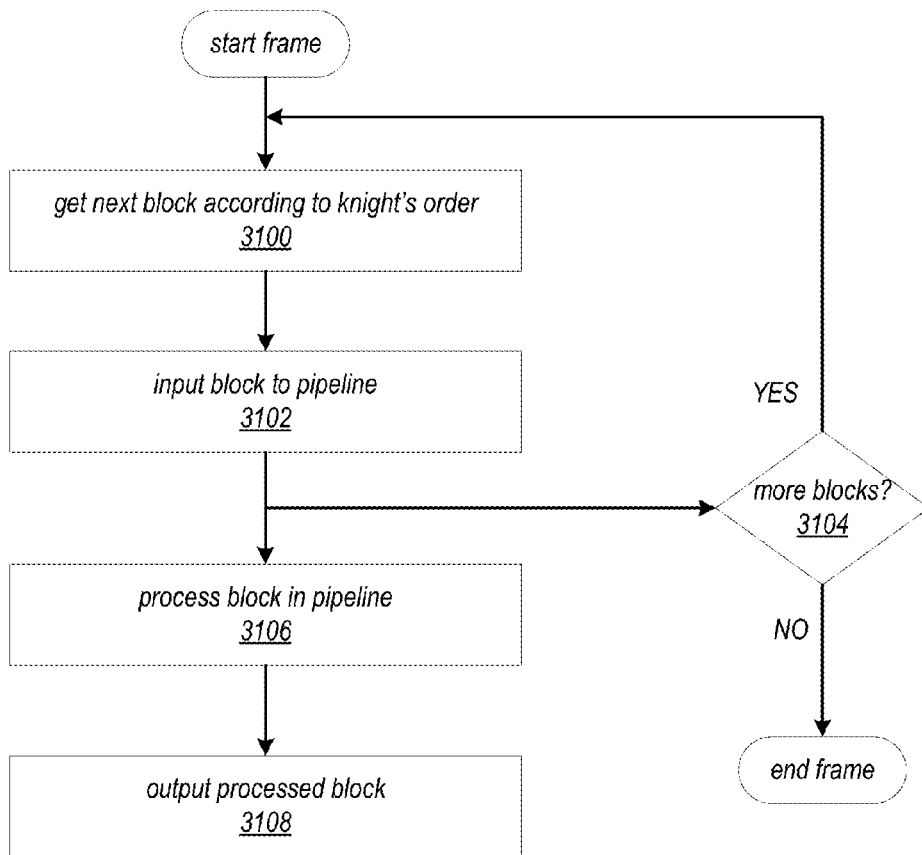 start frame
get next block according to knight's order
3100
input block to pipeline
3102
YES
more blocks?
3104
process block in pipeline
3106
NO
output processed block
3108
end frame